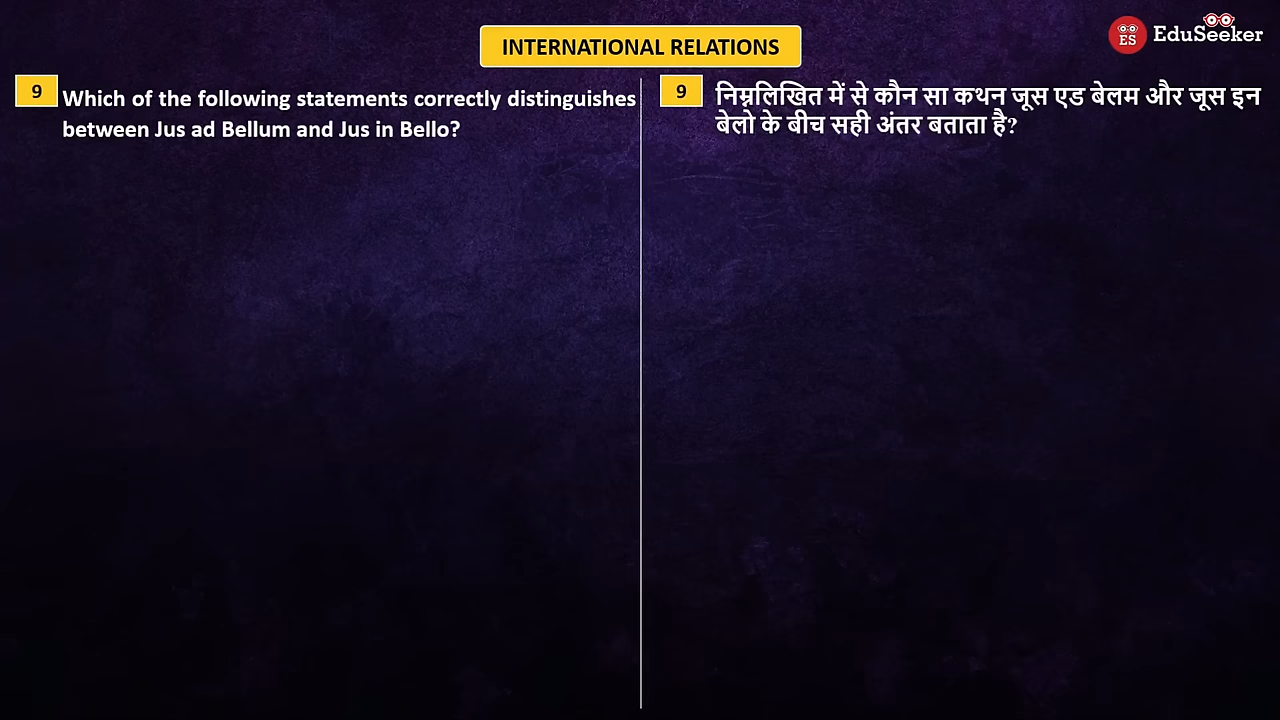 INTERNATIONAL RELATIONS
ES EduSeeker
9 Which of the following statements correctly distinguishes
between Jus ad Bellum and Jus in Bello?
9 निम्नलिखित में से कौन सा कथन जूस एड बेलम और जूस इन
बेलो के बीच सही अंतर बताता है?